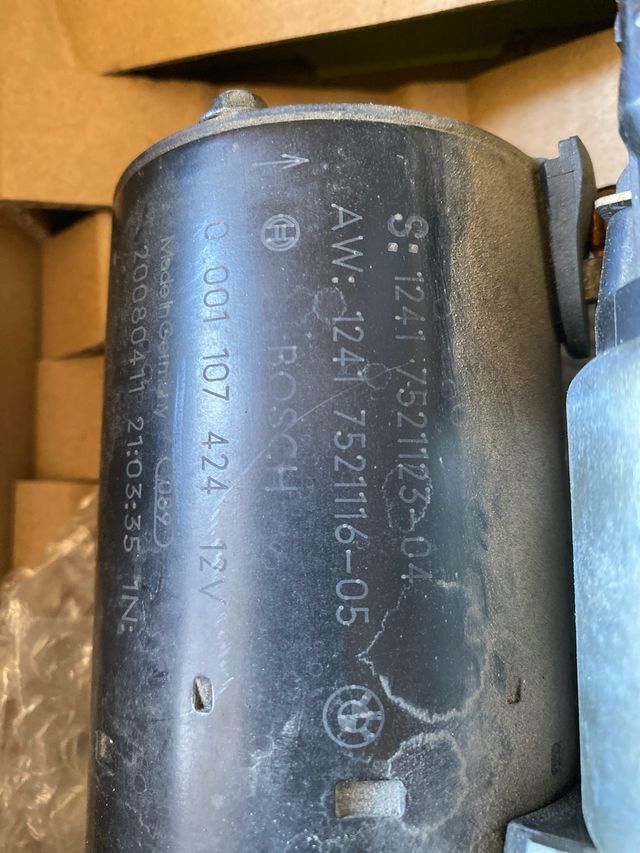 S: 1241 7521123-04
AW: 1241 7521116-05
BOSCH
0 001 107 424 12V
Made in Germany
20080411 21:03:35 1N: